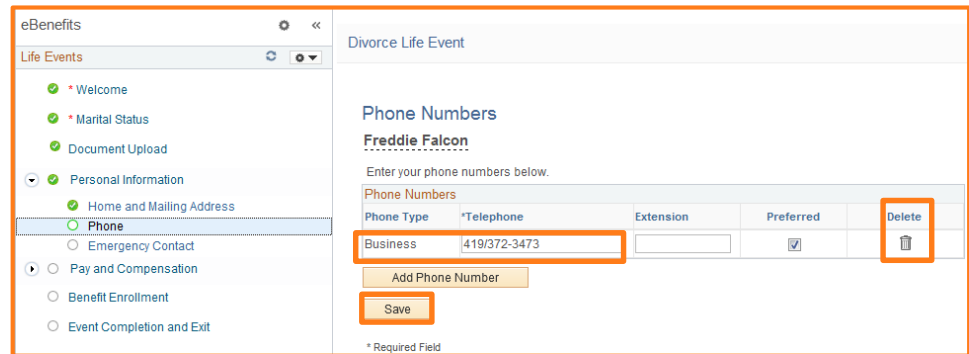 eBenefits
Life Events
* Welcome
* Marital Status
Document Upload
Personal Information
Home and Mailing Address
Phone
Emergency Contact
Pay and Compensation
Benefit Enrollment
Event Completion and Exit
Divorce Life Event
Phone Numbers
Freddie Falcon
Enter your phone numbers below.
Phone Numbers
Phone Type *Telephone Extension Preferred Delete
Business 419/372-3473
Add Phone Number
Save
* Required Field